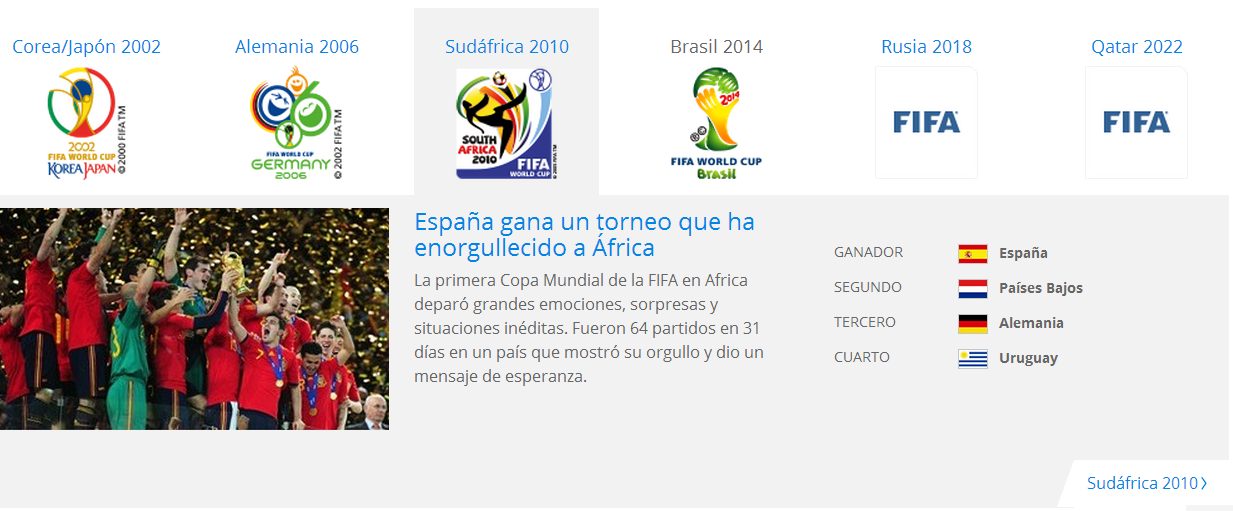 Corea/Japón 2002
Alemania 2006
Sudáfrica 2010
Brasil 2014
Rusia 2018
Qatar 2022
2002
FIFA WORLD CUP
KOREA JAPAN
© 2000 FIFA TM
FIFA WORLD CUP
GERMANY
2006
© 2002 FIFA TM
SOUTH
AFRICA
2010
FIFA
WORLD CUP
2014
FIFA WORLD CUP
Brasil
FIFA
FIFA
España gana un torneo que ha
enorgullecido a África
La primera Copa Mundial de la FIFA en Africa
deparó grandes emociones, sorpresas y
situaciones inéditas. Fueron 64 partidos en 31
días en un país que mostró su orgullo y dio un
mensaje de esperanza.
GANADOR España
SEGUNDO Países Bajos
TERCERO Alemania
CUARTO Uruguay
Sudáfrica 2010 ›